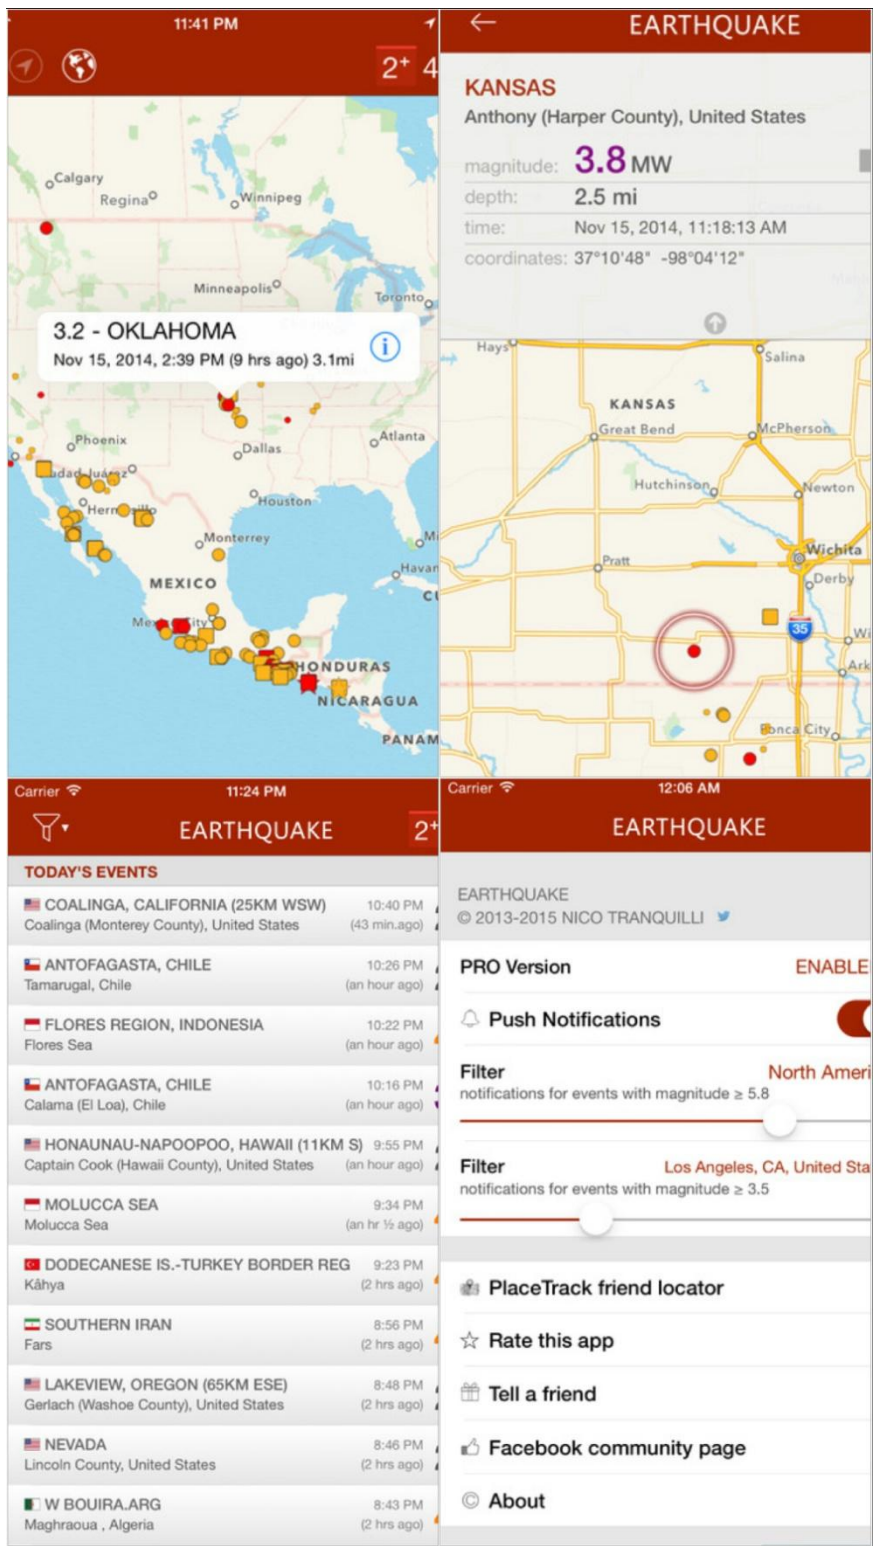 11:41 PM
2+ 4
Calgary
Regina
Winnipeg
Minneapolis
Toronto
3.2 - OKLAHOMA
Nov 15, 2014, 2:39 PM (9 hrs ago) 3.1mi
Phoenix
Atlanta
Dallas
Houston
Monterrey
MEXICO
HONDURAS
NICARAGUA
PANAM
EARTHQUAKE
KANSAS
Anthony (Harper County), United States
magnitude: 3.8 MW
depth: 2.5 mi
time: Nov 15, 2014, 11:18:13 AM
coordinates: 37°10'48" -98°04'12"
Hays
Salina
KANSAS
Great Bend
McPherson
Hutchinson
Newton
Pratt
Wichita
Derby
35
Wi
Ark
Ponca City
Carrier
11:24 PM
EARTHQUAKE
2+
TODAY'S EVENTS
COALINGA, CALIFORNIA (25KM WSW) 10:40 PM
Coalinga (Monterey County), United States (43 min.ago)
ANTOFAGASTA, CHILE 10:26 PM
Tamarugal, Chile (an hour ago)
FLORES REGION, INDONESIA 10:22 PM
Flores Sea (an hour ago)
ANTOFAGASTA, CHILE 10:16 PM
Calama (El Loa), Chile (an hour ago)
HONAUNAU-NAPOOPOO, HAWAII (11KM S) 9:55 PM
Captain Cook (Hawaii County), United States (an hour ago)
MOLUCCA SEA 9:34 PM
Molucca Sea (an hr ½ ago)
DODECANESE IS.-TURKEY BORDER REG 9:23 PM
Kâhya (2 hrs ago)
SOUTHERN IRAN 8:56 PM
Fars (2 hrs ago)
LAKEVIEW, OREGON (65KM ESE) 8:48 PM
Gerlach (Washoe County), United States (2 hrs ago)
NEVADA 8:46 PM
Lincoln County, United States (2 hrs ago)
W BOUIRA.ARG 8:43 PM
Maghraoua , Algeria (2 hrs ago)
Carrier
12:06 AM
EARTHQUAKE
EARTHQUAKE
© 2013-2015 NICO TRANQUILLI
PRO Version ENABLE
Push Notifications
Filter North Ameri
notifications for events with magnitude ≥ 5.8
Filter Los Angeles, CA, United Sta
notifications for events with magnitude ≥ 3.5
PlaceTrack friend locator
Rate this app
Tell a friend
Facebook community page
© About